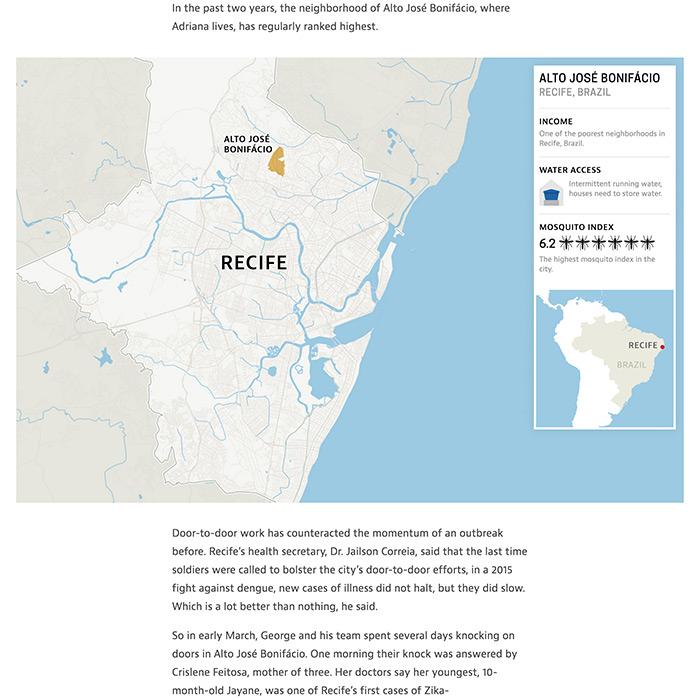 In the past two years, the neighborhood of Alto José Bonifácio, where
Adriana lives, has regularly ranked highest.
ALTO JOSÉ
BONIFÁCIO
RECIFE
ALTO JOSÉ BONIFÁCIO
RECIFE, BRAZIL
INCOME
One of the poorest neighborhoods in
Recife, Brazil.
WATER ACCESS
Intermittent running water,
houses need to store water.
MOSQUITO INDEX
6.2
The highest mosquito index in the
city.
RECIFE
BRAZIL
Door-to-door work has counteracted the momentum of an outbreak
before. Recife’s health secretary, Dr. Jailson Correia, said that the last time
soldiers were called to bolster the city’s door-to-door efforts, in a 2015
fight against dengue, new cases of illness did not halt, but they did slow.
Which is a lot better than nothing, he said.
So in early March, George and his team spent several days knocking on
doors in Alto José Bonifácio. One morning their knock was answered by
Crislene Feitosa, mother of three. Her doctors say her youngest, 10-
month-old Jayane, was one of Recife’s first cases of Zika-